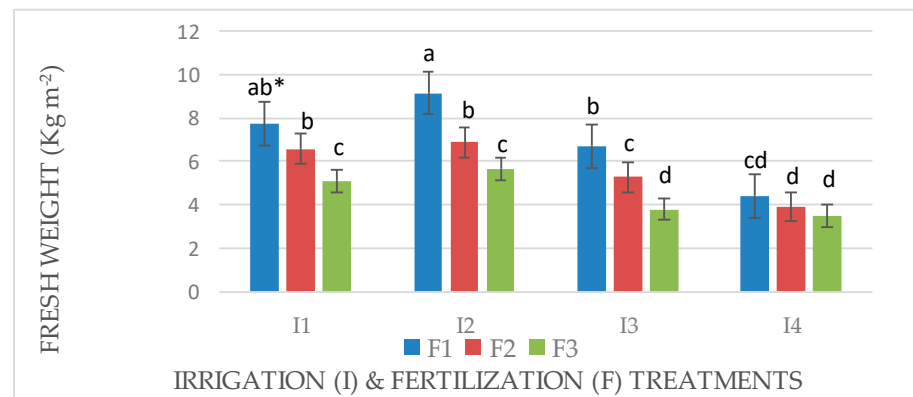 FRESH WEIGHT (Kg m-2)
12
10
8
6
4
2
0
ab*
b
c
a
b
c
b
c
d
cd
d
d
I1
I2
I3
I4
F1 F2 F3
IRRIGATION (I) & FERTILIZATION (F) TREATMENTS